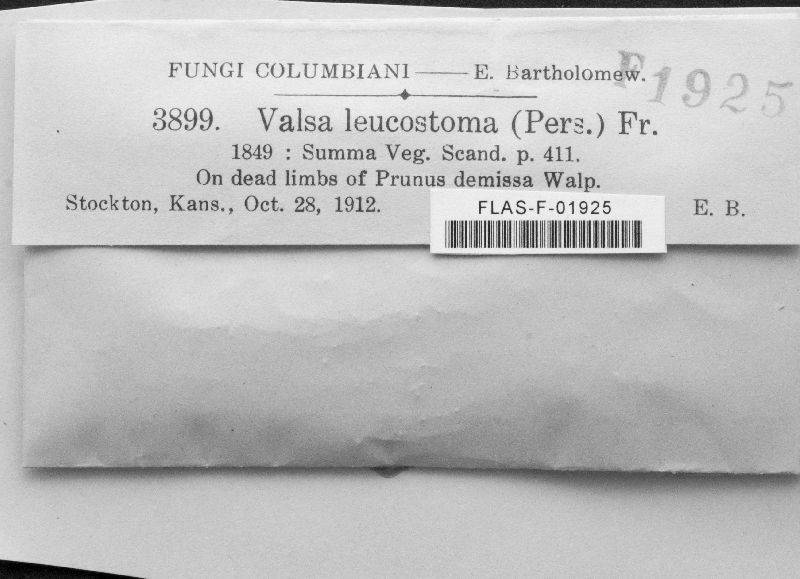 FUNGI COLUMBIANI — E. Bartholomew.
F1925
3899. Valsa leucostoma (Pers.) Fr.
1849 : Summa Veg. Scand. p. 411.
On dead limbs of Prunus demissa Walp.
Stockton, Kans., Oct. 28, 1912. E. B.
FLAS-F-01925